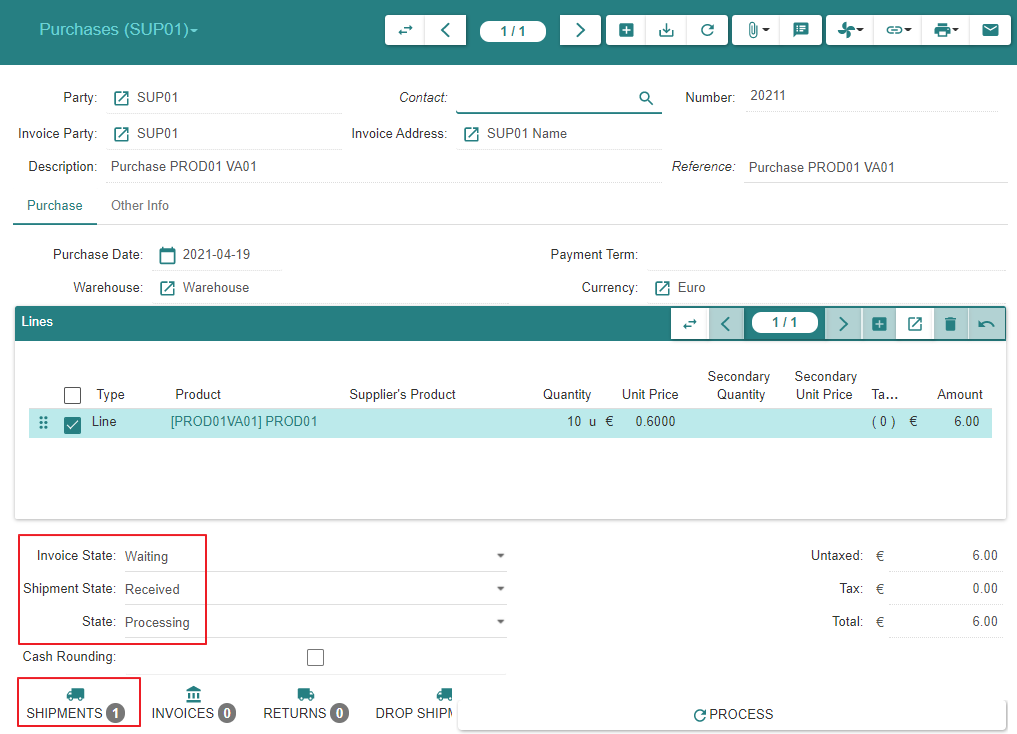 Purchases (SUP01)
1 / 1
Party: SUP01 Contact: Number: 20211
Invoice Party: SUP01 Invoice Address: SUP01 Name
Description: Purchase PROD01 VA01 Reference: Purchase PROD01 VA01
Purchase Other Info
Purchase Date: 2021-04-19 Payment Term:
Warehouse: Warehouse Currency: Euro
Lines 1 / 1
Type Product Supplier's Product Quantity Unit Price Secondary Quantity Secondary Unit Price Ta... Amount
Line [PROD01VA01] PROD01 10 u € 0.6000 ( 0 ) € 6.00
Invoice State: Waiting Untaxed: € 6.00
Shipment State: Received Tax: € 0.00
State: Processing Total: € 6.00
Cash Rounding:
SHIPMENTS 1 INVOICES 0 RETURNS 0 DROP SHIPM PROCESS